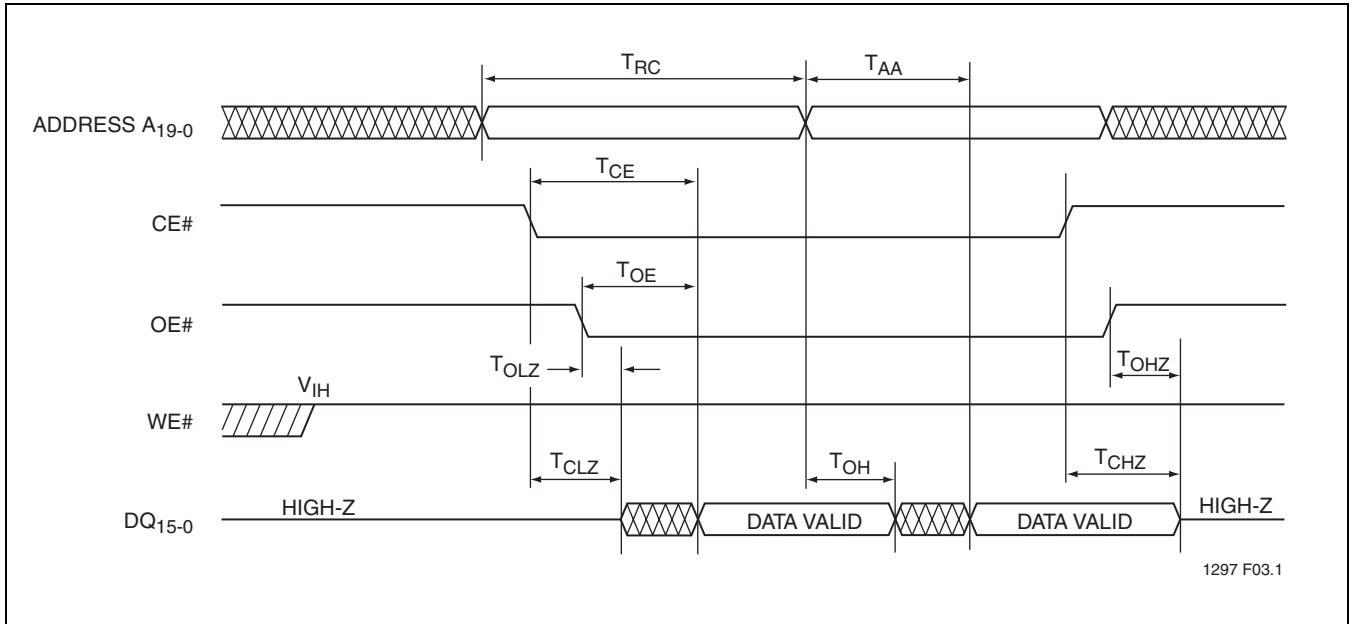 TRC
TAA
ADDRESS A19-0
TCE
CE#
TOE
OE#
TOLZ
TOHZ
VIH
WE#
TCLZ
TOH
TCHZ
HIGH-Z
DATA VALID
DATA VALID
HIGH-Z
DQ15-0
1297 F03.1